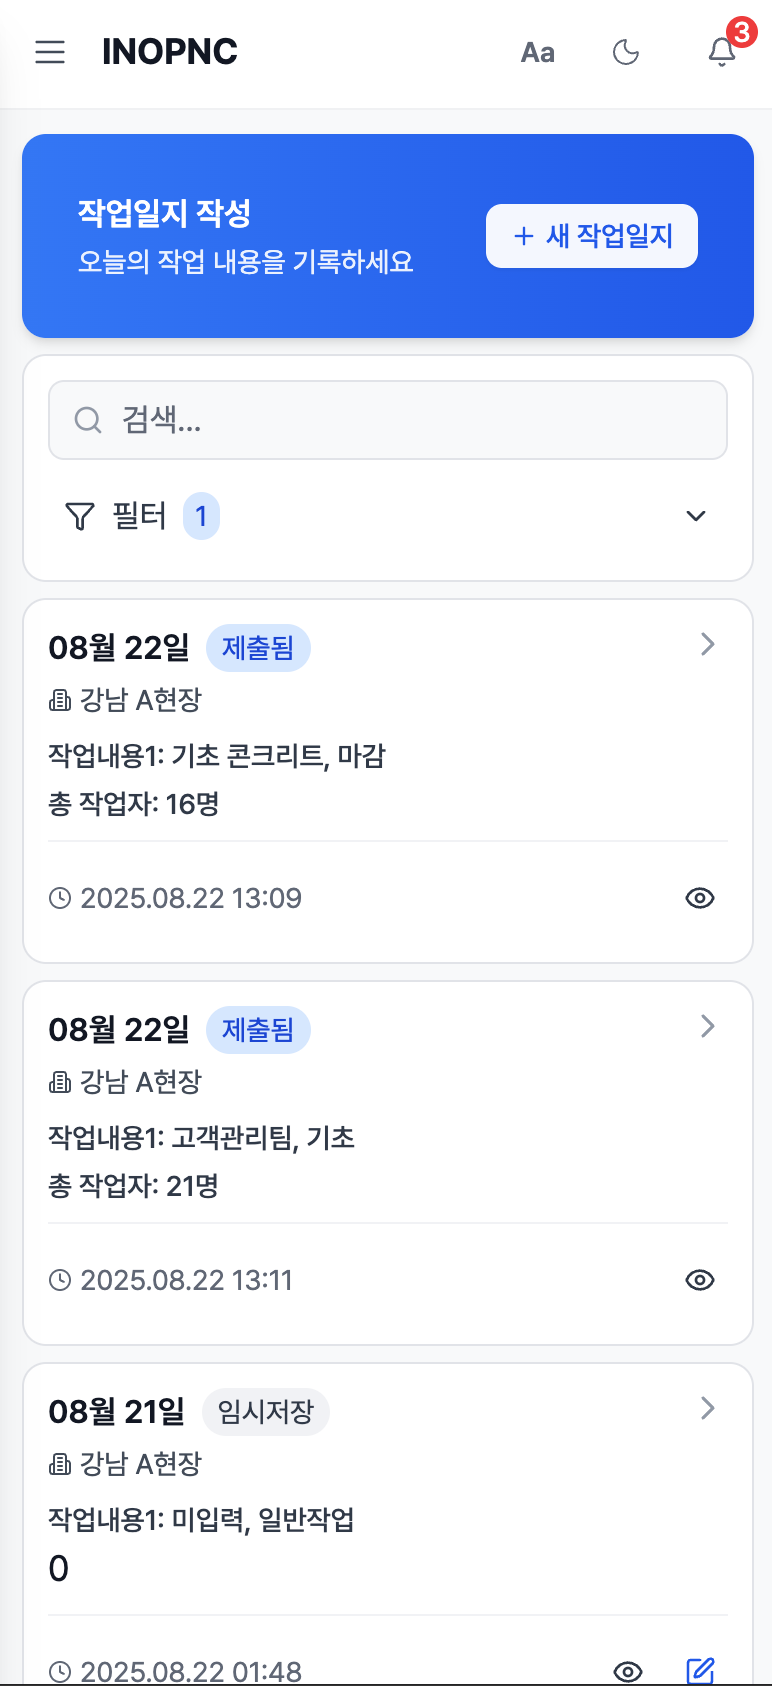 INOPNC
Aa
3
작업일지 작성
오늘의 작업 내용을 기록하세요
+ 새 작업일지
검색...
필터 1
08월 22일 제출됨
강남 A현장
작업내용1: 기초 콘크리트, 마감
총 작업자: 16명
2025.08.22 13:09
08월 22일 제출됨
강남 A현장
작업내용1: 고객관리팀, 기초
총 작업자: 21명
2025.08.22 13:11
08월 21일 임시저장
강남 A현장
작업내용1: 미입력, 일반작업
0
2025.08.22 01:48